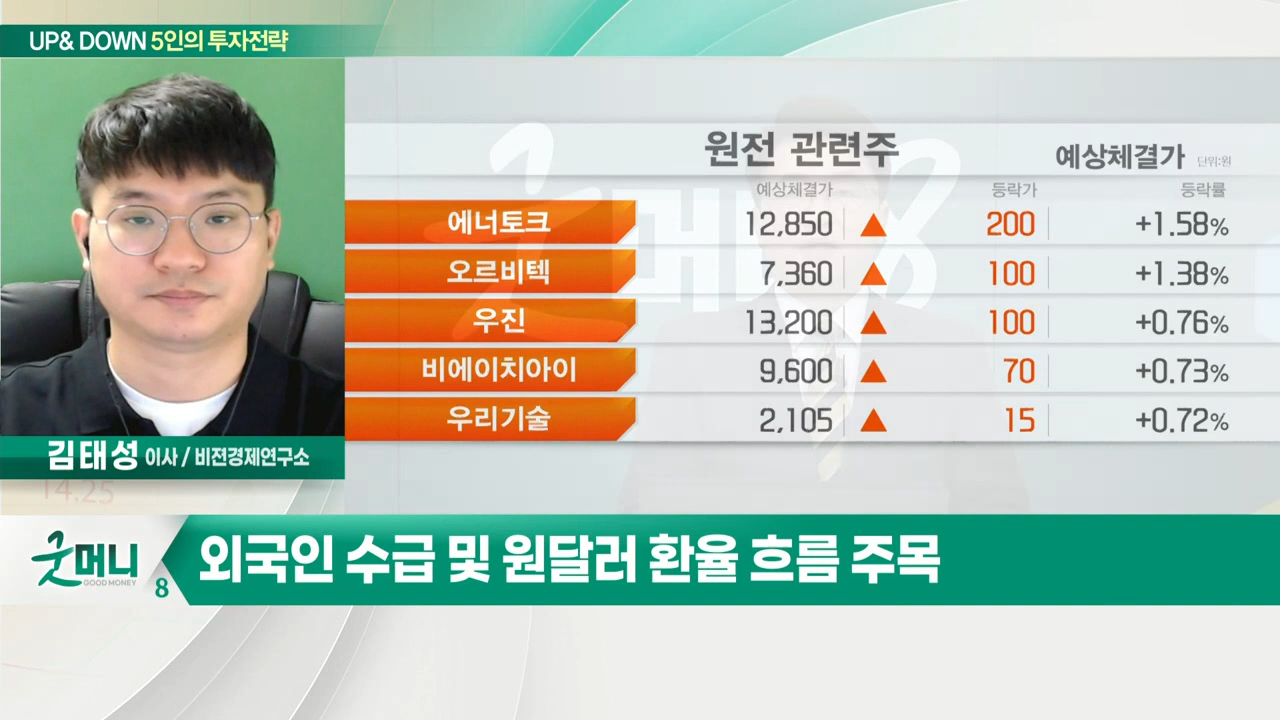 UP& DOWN 5인의 투자전략
원전 관련주 예상체결가 단위:원
예상체결가 등락가 등락률
에너토크 12,850 ▲ 200 +1.58%
오르비텍 7,360 ▲ 100 +1.38%
우진 13,200 ▲ 100 +0.76%
비에이치아이 9,600 ▲ 70 +0.73%
우리기술 2,105 ▲ 15 +0.72%
김태성 이사 / 비전경제연구소
14.25
굿머니 GOOD MONEY 8
외국인 수급 및 원달러 환율 흐름 주목